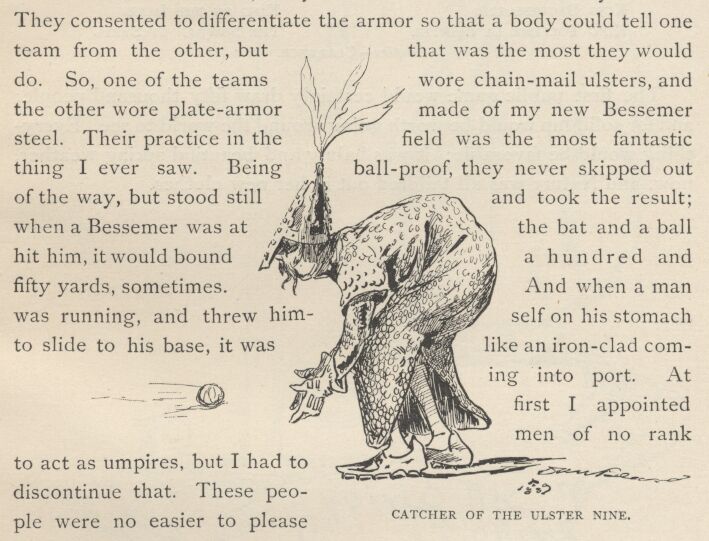 They consented to differentiate the armor so that a body could tell one
team from the other, but that was the most they would
do. So, one of the teams wore chain-mail ulsters, and
the other wore plate-armor made of my new Bessemer
steel. Their practice in the field was the most fantastic
thing I ever saw. Being ball-proof, they never skipped out
of the way, but stood still and took the result;
when a Bessemer was at the bat and a ball
hit him, it would bound a hundred and
fifty yards, sometimes. And when a man
was running, and threw him- self on his stomach
to slide to his base, it was like an iron-clad com-
ing into port. At
first I appointed
men of no rank
to act as umpires, but I had to
discontinue that. These peo-
ple were no easier to please
Dan Beard
CATCHER OF THE ULSTER NINE.